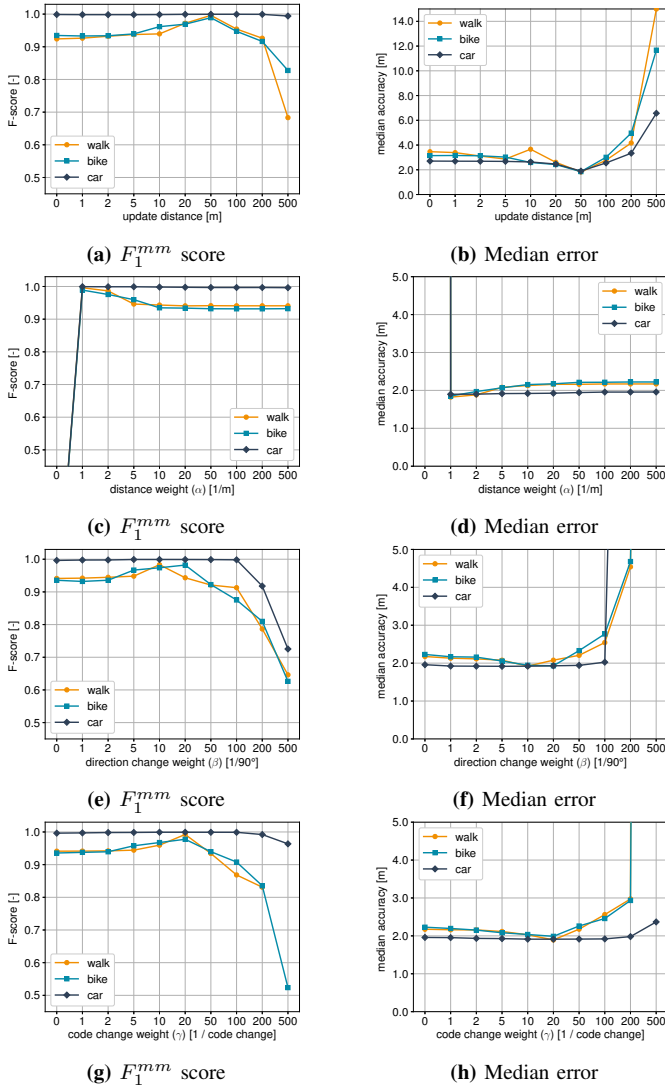 1.0
0.9
0.8
0.7
0.6
0.5
F-score [-]
walk
bike
car
0 1 2 5 10 20 50 100 200 500
update distance [m]
(a) F₁ᵐᵐ score
14.0
12.0
10.0
8.0
6.0
4.0
2.0
0.0
median accuracy [m]
walk
bike
car
0 1 2 5 10 20 50 100 200 500
update distance [m]
(b) Median error
1.0
0.9
0.8
0.7
0.6
0.5
F-score [-]
walk
bike
car
0 1 2 5 10 20 50 100 200 500
distance weight (α) [1/m]
(c) F₁ᵐᵐ score
5.0
4.0
3.0
2.0
1.0
0.0
median accuracy [m]
walk
bike
car
0 1 2 5 10 20 50 100 200 500
distance weight (α) [1/m]
(d) Median error
1.0
0.9
0.8
0.7
0.6
0.5
F-score [-]
walk
bike
car
0 1 2 5 10 20 50 100 200 500
direction change weight (β) [1/90°]
(e) F₁ᵐᵐ score
5.0
4.0
3.0
2.0
1.0
0.0
median accuracy [m]
walk
bike
car
0 1 2 5 10 20 50 100 200 500
direction change weight (β) [1/90°]
(f) Median error
1.0
0.9
0.8
0.7
0.6
0.5
F-score [-]
walk
bike
car
0 1 2 5 10 20 50 100 200 500
code change weight (γ) [1 / code change]
(g) F₁ᵐᵐ score
5.0
4.0
3.0
2.0
1.0
0.0
median accuracy [m]
walk
bike
car
0 1 2 5 10 20 50 100 200 500
code change weight (γ) [1 / code change]
(h) Median error